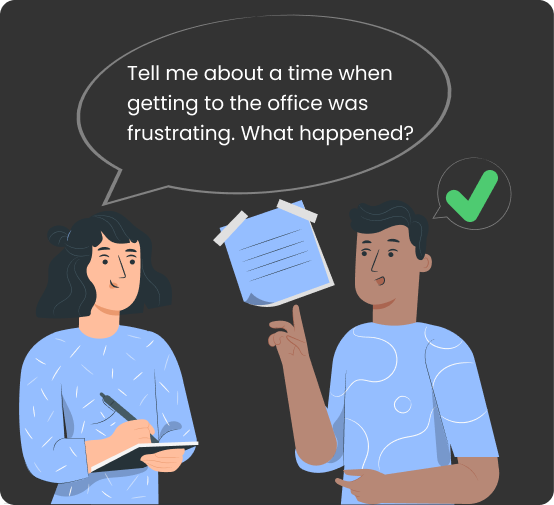 Tell me about a time when
getting to the office was
frustrating. What happened?